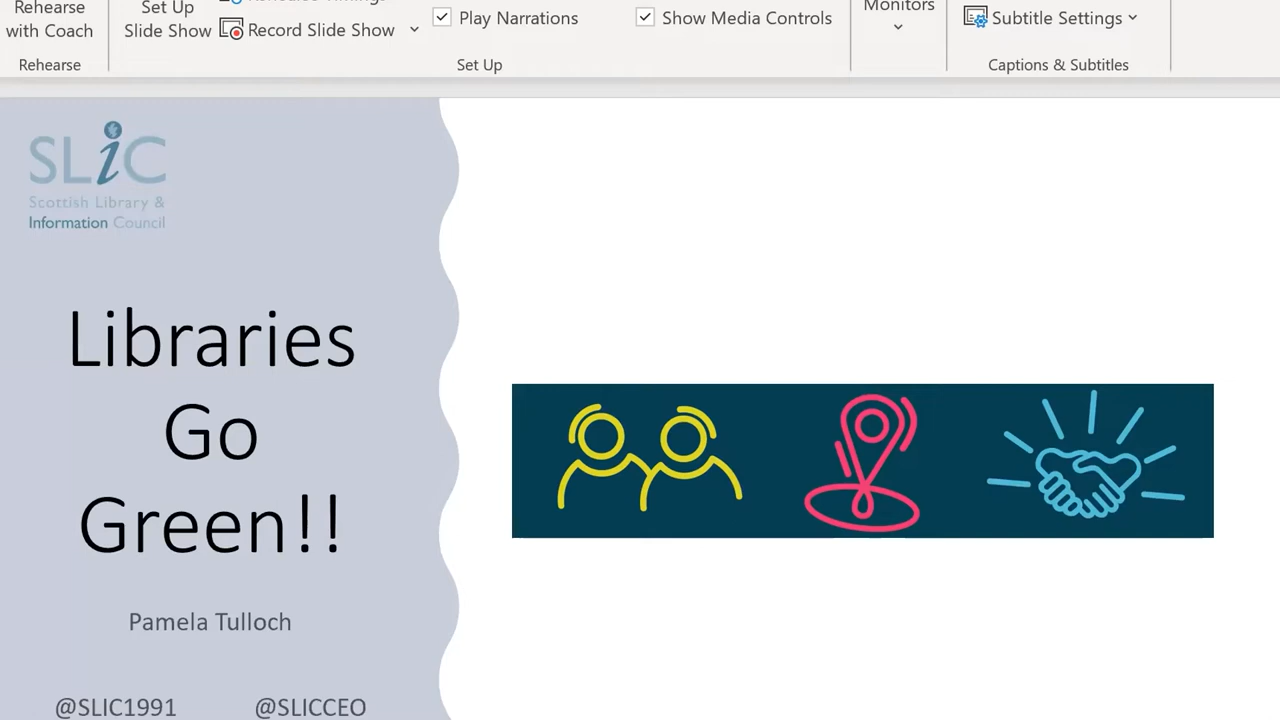 Rehearse
with Coach
Rehearse
Set Up
Slide Show
Record Slide Show
Play Narrations
Show Media Controls
Set Up
Monitors
Subtitle Settings
Captions & Subtitles
SLiC
Scottish Library &
Information Council
Libraries
Go
Green!!
Pamela Tulloch
@SLIC1991 @SLICCEO